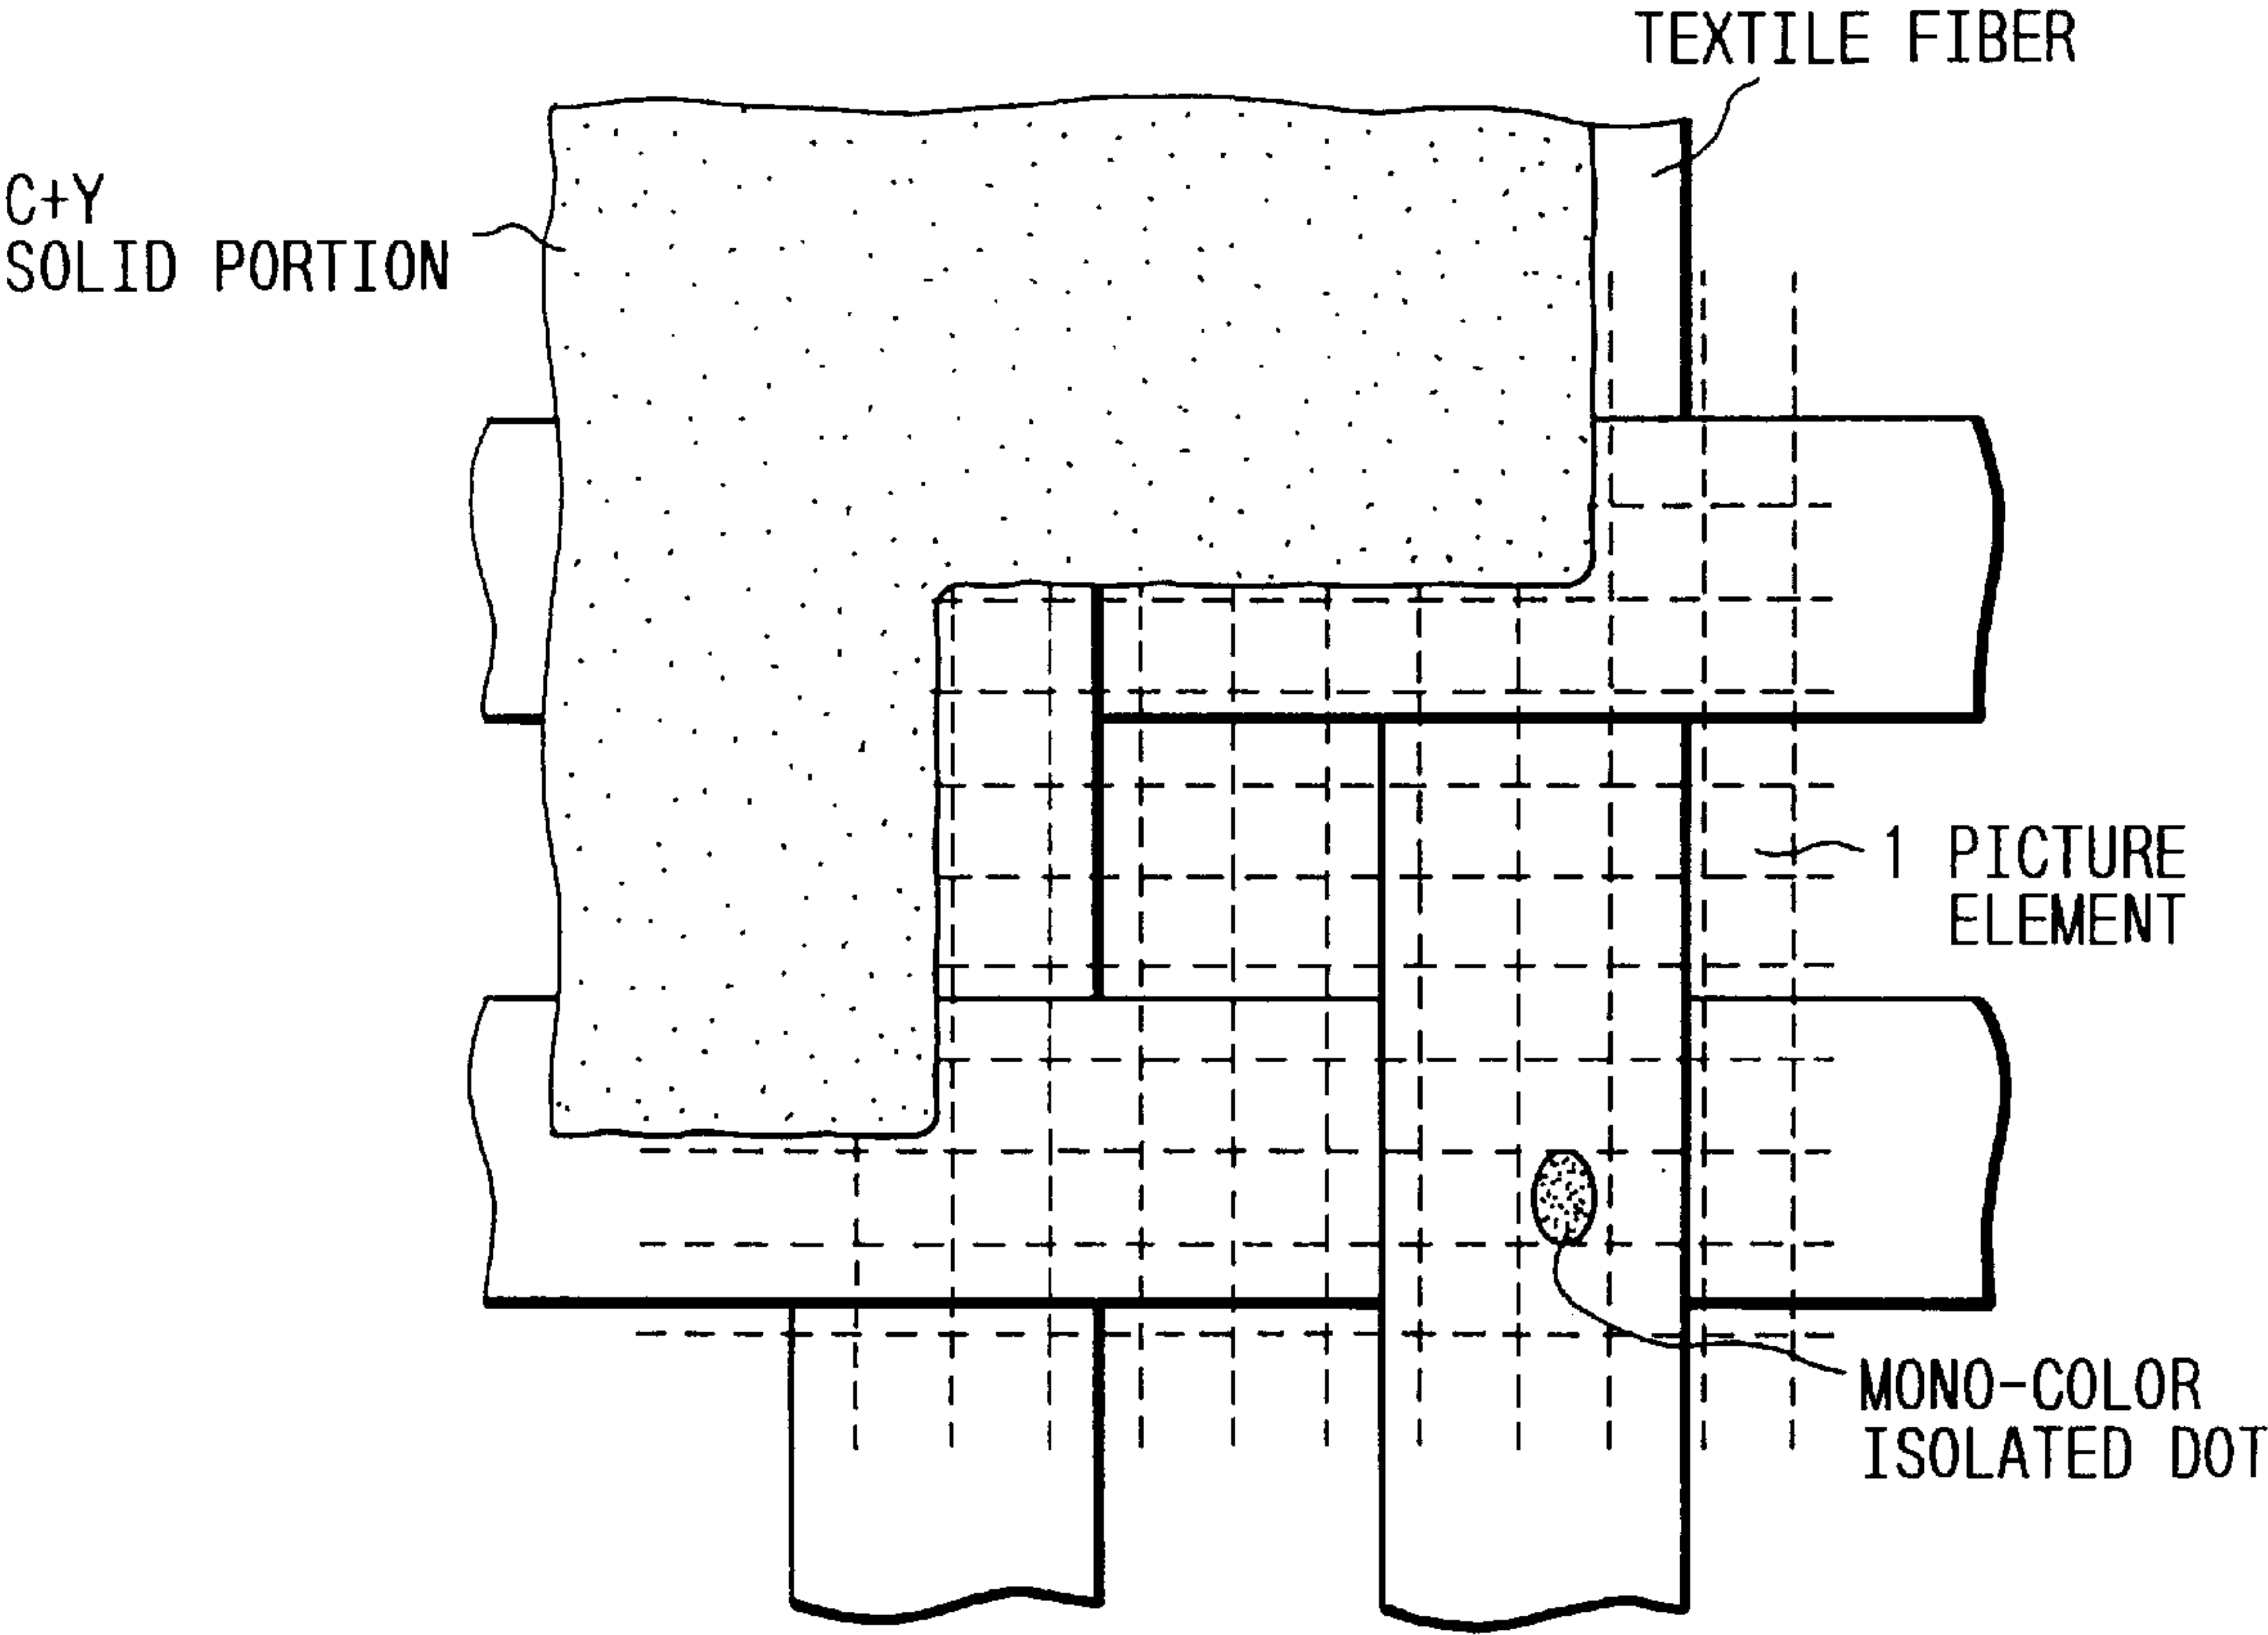 TEXTILE FIBER
C+Y
SOLID PORTION
1 PICTURE
ELEMENT
MONO-COLOR
ISOLATED DOT